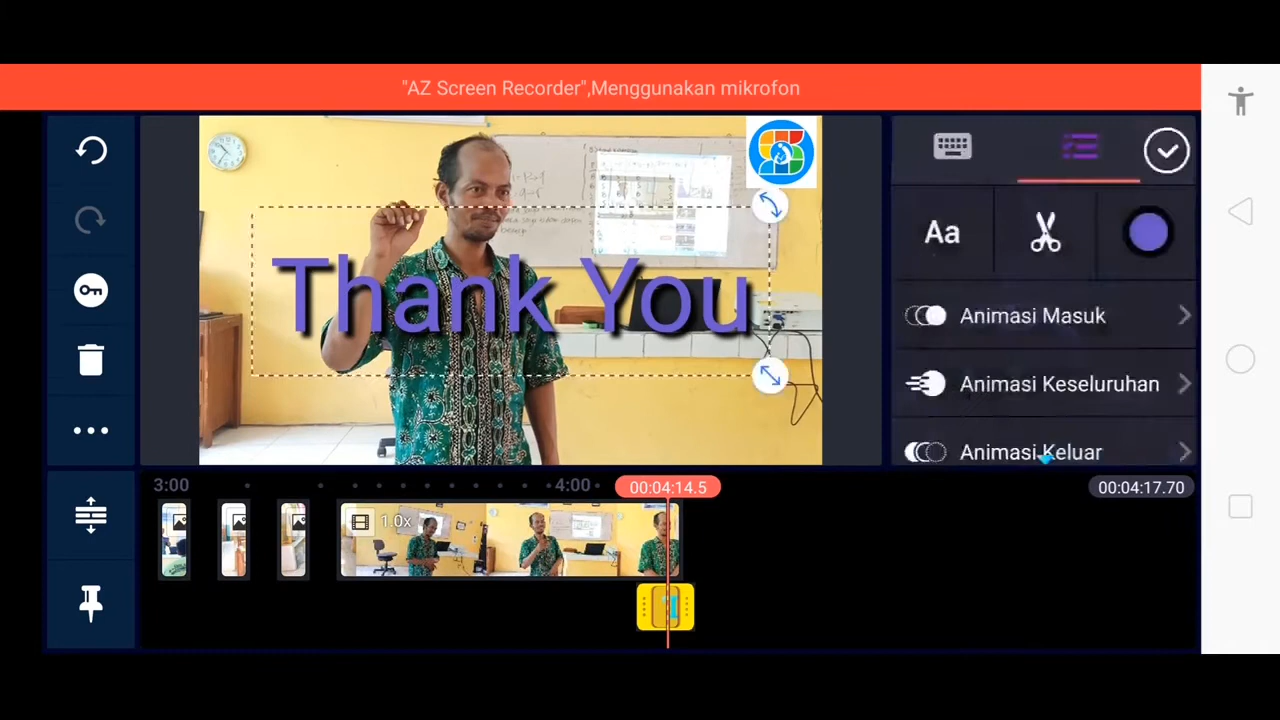 "AZ Screen Recorder",Menggunakan mikrofon
Thank You
Aa
Animasi Masuk
Animasi Keseluruhan
Animasi Keluar
3:00
4:00
00:04:14.5
00:04:17.70
1.0x